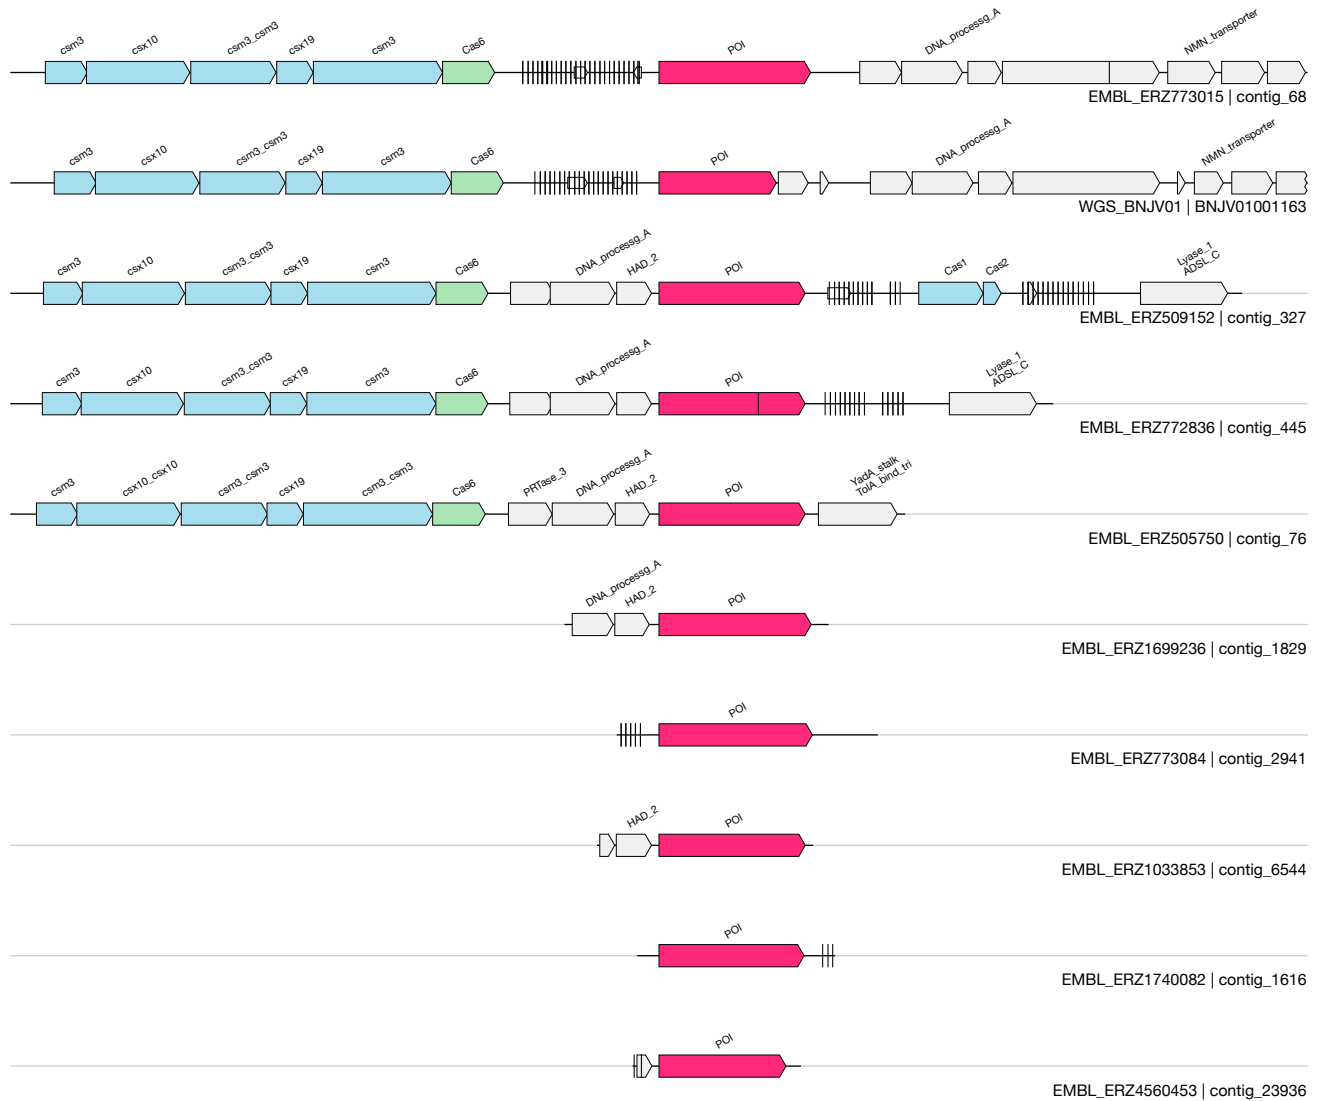 csm3 csx10 csm3_csm3 csx19 csm3 Cas6 POI DNA_processg_A NMN_transporter
EMBL_ERZ773015 | contig_68
csm3 csx10 csm3_csm3 csx19 csm3 Cas6 POI DNA_processg_A NMN_transporter
WGS_BNJV01 | BNJV01001163
csm3 csx10 csm3_csm3 csx19 csm3 Cas6 DNA_processg_A HAD_2 POI Cas1 Cas2 Lyase_1 ADSL_C
EMBL_ERZ509152 | contig_327
csm3 csx10 csm3_csm3 csx19 csm3 Cas6 DNA_processg_A POI Lyase_1 ADSL_C
EMBL_ERZ772836 | contig_445
csm3 csx10_csx10 csm3_csm3 csx19 csm3_csm3 Cas6 PRTase_3 DNA_processg_A HAD_2 POI YadA_stalk TolA_bind_tri
EMBL_ERZ505750 | contig_76
DNA_processg_A HAD_2 POI
EMBL_ERZ1699236 | contig_1829
POI
EMBL_ERZ773084 | contig_2941
HAD_2 POI
EMBL_ERZ1033853 | contig_6544
POI
EMBL_ERZ1740082 | contig_1616
POI
EMBL_ERZ4560453 | contig_23936